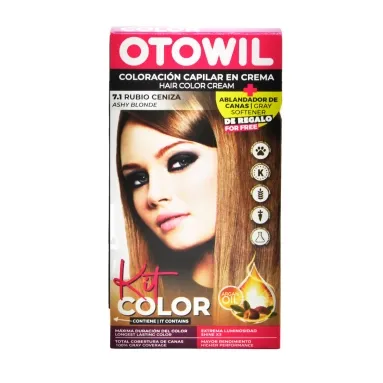 OTOWIL
COLORACIÓN CAPILAR EN CREMA
HAIR COLOR CREAM
7.1 RUBIO CENIZA
ASHY BLONDE
+
ABLANDADOR DE
CANAS | GRAY
SOFTENER
DE REGALO
FOR FREE
K
ARGAN
OIL
Kit
COLOR
CONTIENE | IT CONTAINS
MÁXIMA DURACIÓN DEL COLOR
LONGEST LASTING COLOR
EXTREMA LUMINOSIDAD
SHINE X3
TOTAL COBERTURA DE CANAS
100% GRAY COVERAGE
MAYOR RENDIMIENTO
HIGHER PERFORMANCE